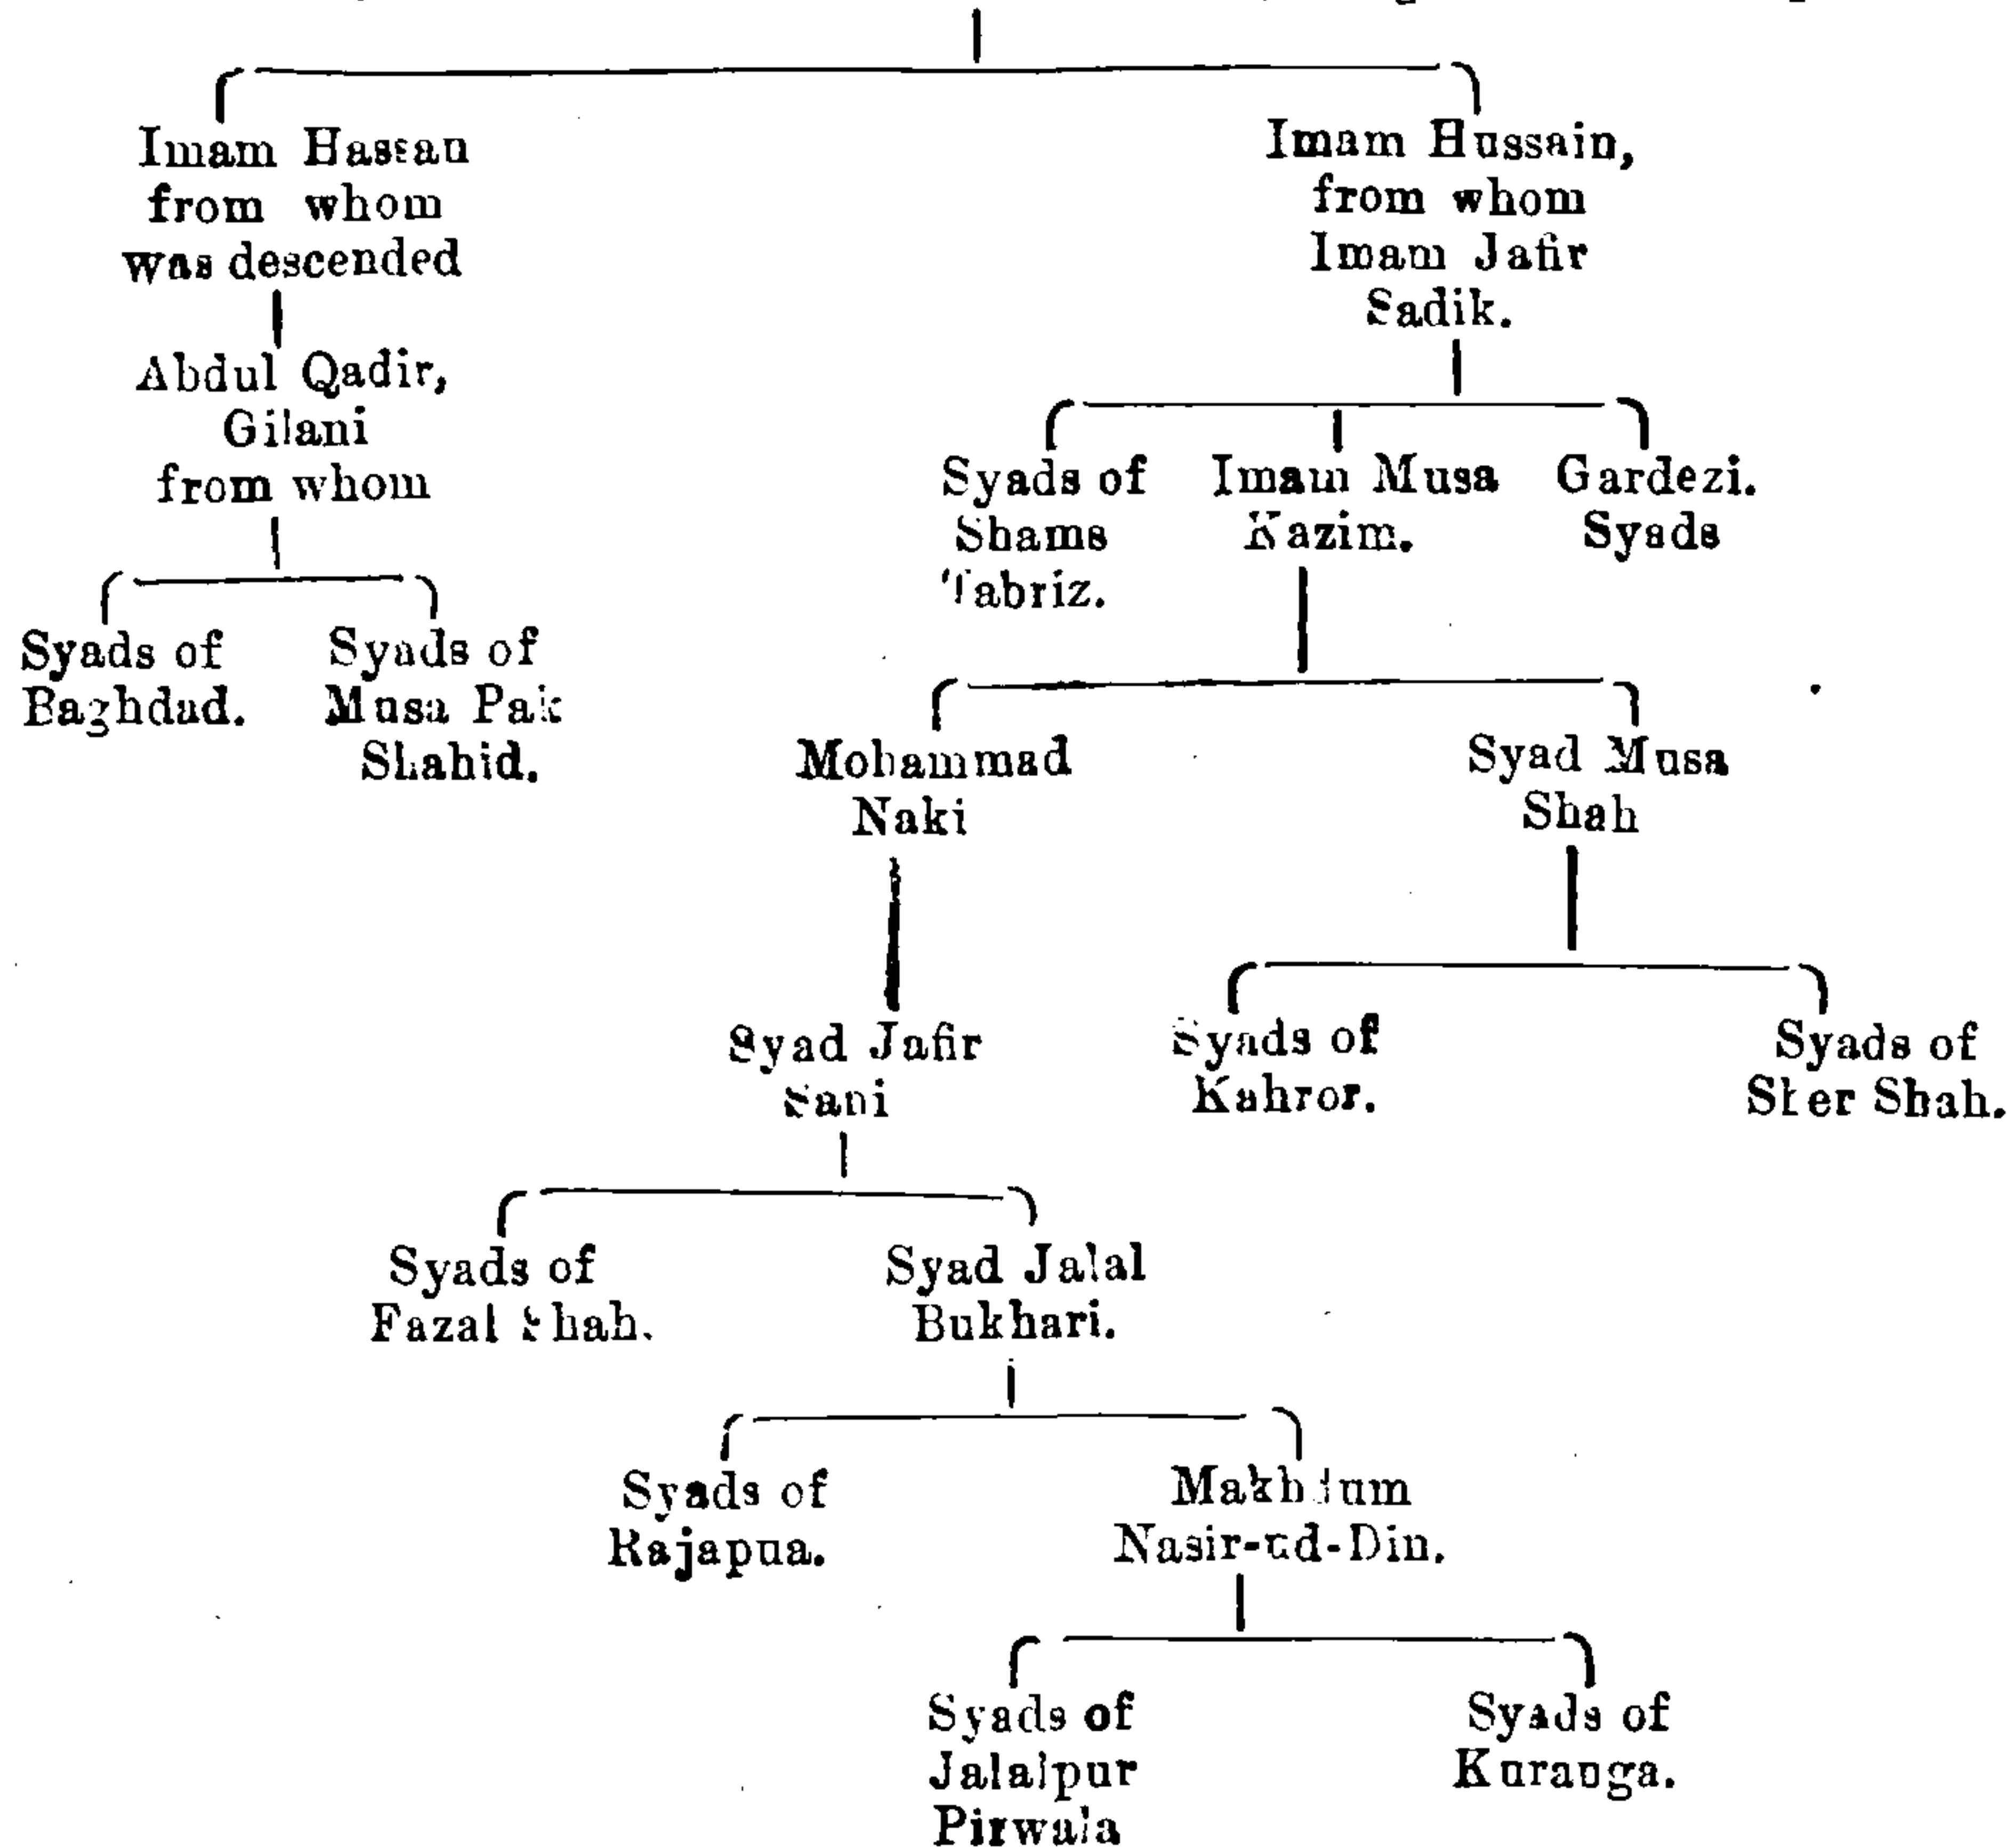 Imam Hassan
from whom
was descended
Imam Hussain,
from whom
Imam Jafir
Sadik.
Abdul Qadir,
Gilani
from whom
Syads of
Shams
Tabriz.
Imam Musa
Kazim.
Gardezi.
Syads
Syads of
Baghdad.
Syads of
Musa Pak
Shahid.
Mohammad
Naki
Syad Musa
Shah
Syad Jafir
Sani
Syads of
Kahror.
Syads of
Sher Shah.
Syads of
Fazal Shah.
Syad Jalal
Bukhari.
Syads of
Rajapua.
Makhdum
Nasir-ud-Din.
Syads of
Jalalpur
Pirwala
Syads of
Kuranga.